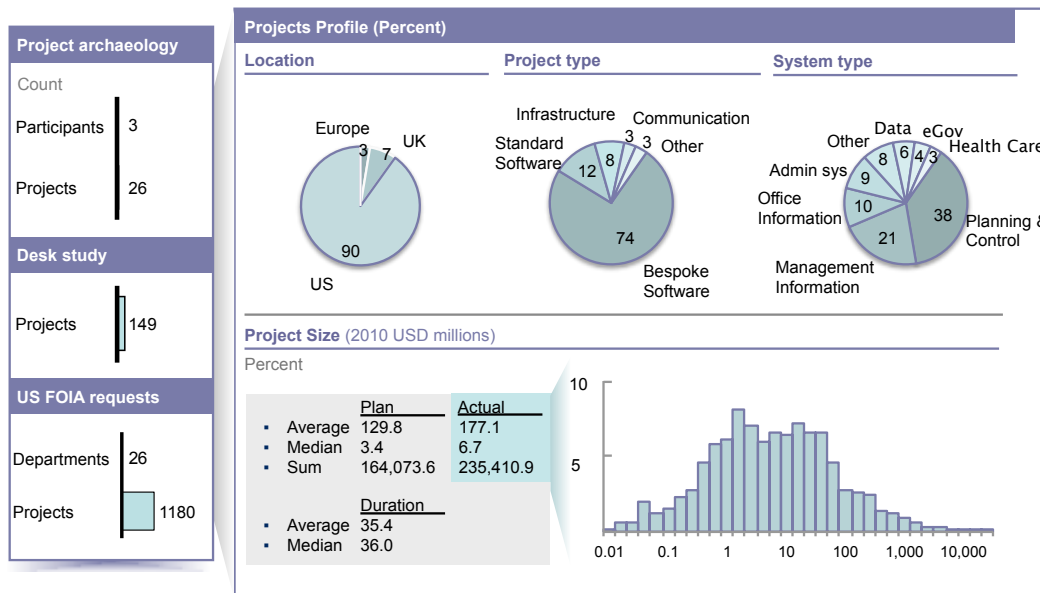 Project archaeology
Count
Participants 3
Projects 26
Desk study
Projects 149
US FOIA requests
Departments 26
Projects 1180
Projects Profile (Percent)
Location
Europe
3
7
UK
90
US
Project type
Infrastructure
Communication
Standard
Software
3
3
Other
12
8
74
Bespoke
Software
System type
Data
eGov
Health Care
Other
8
6
4
3
Admin sys
9
Office
Information
10
38
Planning &
Control
21
Management
Information
Project Size (2010 USD millions)
Percent
Plan Actual
▪ Average 129.8 177.1
▪ Median 3.4 6.7
▪ Sum 164,073.6 235,410.9
Duration
▪ Average 35.4
▪ Median 36.0
10
5
0.01 0.1 1 10 100 1,000 10,000